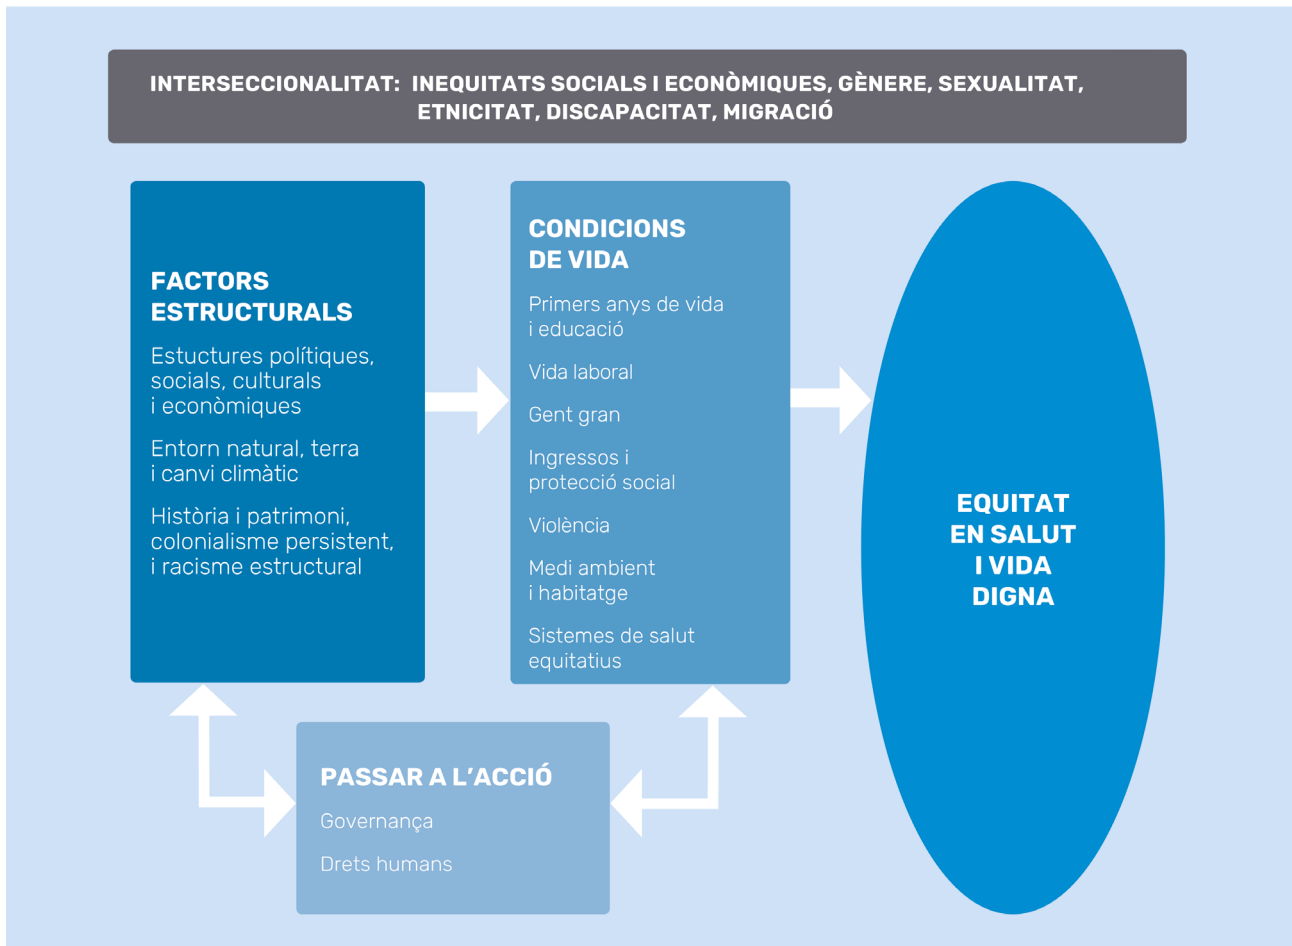 INTERSECCIONALITAT: INEQUITATS SOCIALS I ECONÒMIQUES, GÈNERE, SEXUALITAT,
ETNICITAT, DISCAPACITAT, MIGRACIÓ
FACTORS
ESTRUCTURALS
Estuctures polítiques,
socials, culturals
i econòmiques
Entorn natural, terra
i canvi climàtic
Història i patrimoni,
colonialisme persistent,
i racisme estructural
CONDICIONS
DE VIDA
Primers anys de vida
i educació
Vida laboral
Gent gran
Ingressos i
protecció social
Violència
Medi ambient
i habitatge
Sistemes de salut
equitatius
EQUITAT
EN SALUT
I VIDA
DIGNA
PASSAR A L’ACCIÓ
Governança
Drets humans